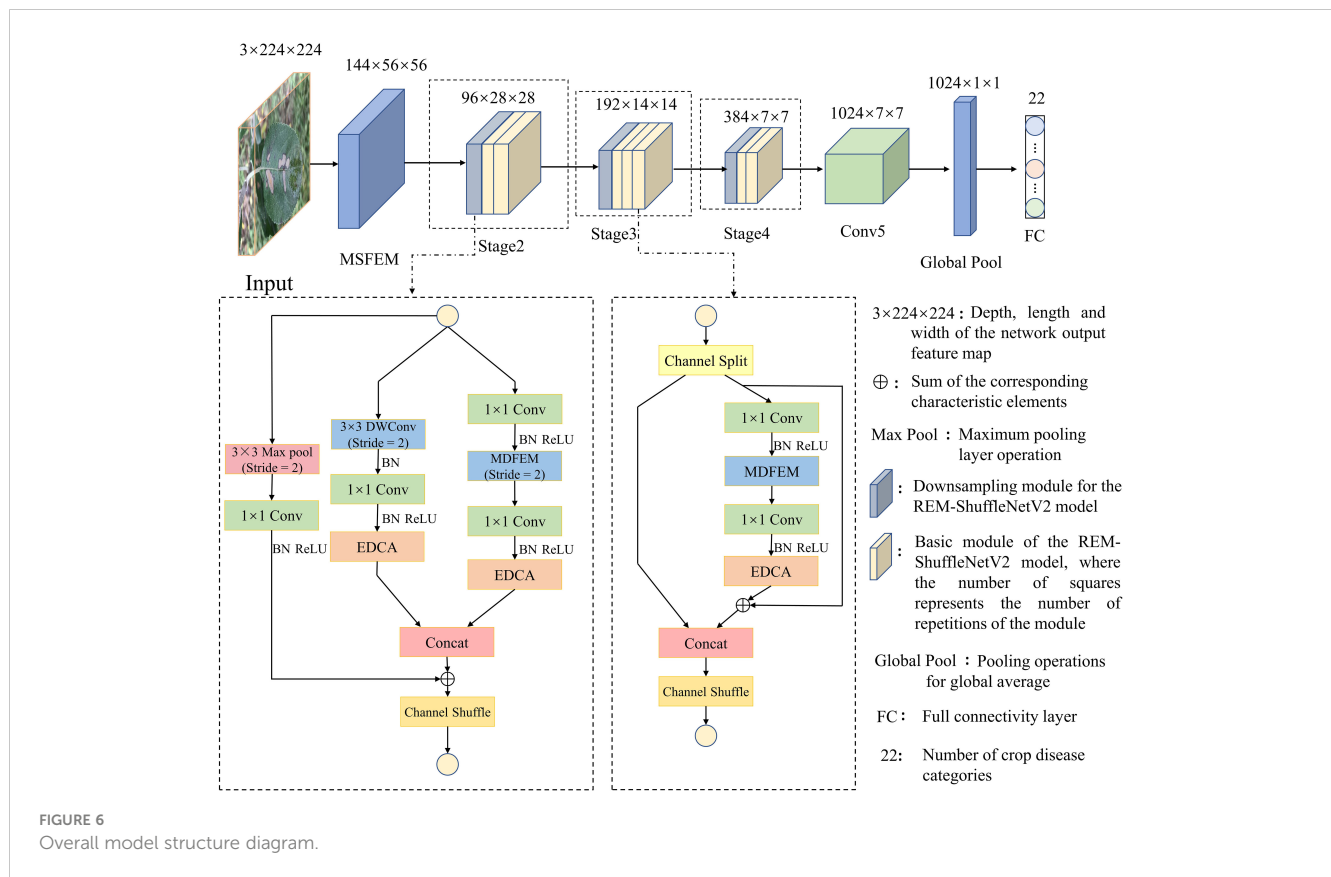 3×224×224
144×56×56
96×28×28
192×14×14
384×7×7
1024×7×7
1024×1×1
22
...
...
FC
Input
MSFEM
Stage2
Stage3
Stage4
Conv5
Global Pool
3×3 Max pool
(Stride = 2)
1×1 Conv
BN ReLU
3×3 DWConv
(Stride = 2)
BN
1×1 Conv
BN ReLU
EDCA
1×1 Conv
BN ReLU
MDFEM
(Stride = 2)
1×1 Conv
BN ReLU
EDCA
Concat
⊕
Channel Shuffle
Channel Split
1×1 Conv
BN ReLU
MDFEM
1×1 Conv
BN ReLU
EDCA
⊕
Concat
Channel Shuffle
3×224×224 : Depth, length and
width of the network output
feature map
⊕ : Sum of the corresponding
characteristic elements
Max Pool : Maximum pooling
layer operation
: Downsampling module for the
REM-ShuffleNetV2 model
: Basic module of the REM-
ShuffleNetV2 model, where
the number of squares
represents the number of
repetitions of the module
Global Pool : Pooling operations
for global average
FC : Full connectivity layer
22: Number of crop disease
categories
FIGURE 6
Overall model structure diagram.